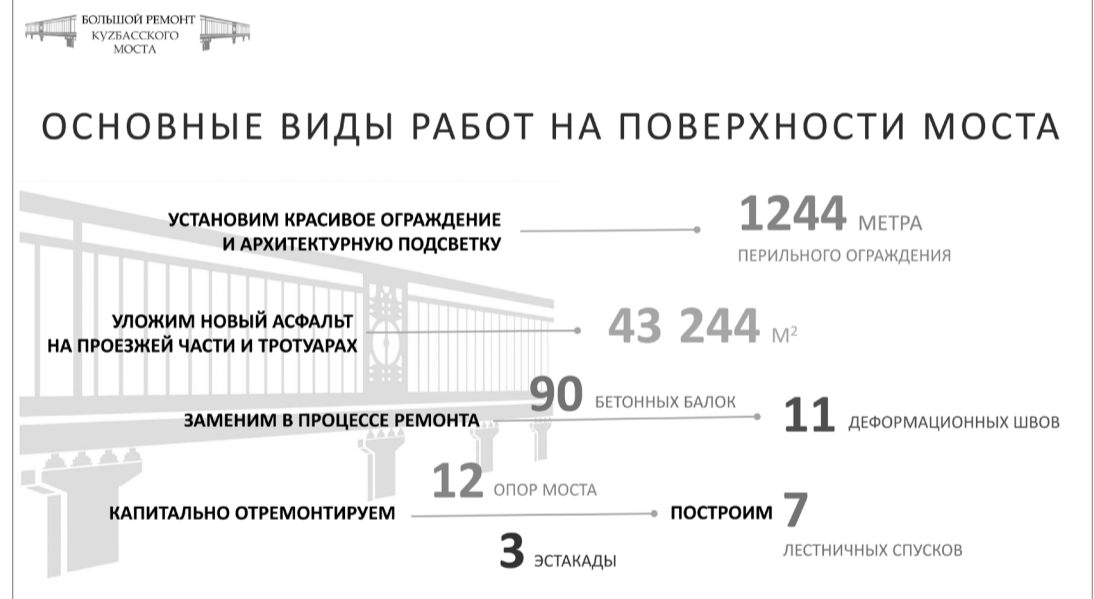 БОЛЬШОЙ РЕМОНТ
КУZБАССКОГО
МОСТА
ОСНОВНЫЕ ВИДЫ РАБОТ НА ПОВЕРХНОСТИ МОСТА
УСТАНОВИМ КРАСИВОЕ ОГРАЖДЕНИЕ
И АРХИТЕКТУРНУЮ ПОДСВЕТКУ
1244 МЕТРА
ПЕРИЛЬНОГО ОГРАЖДЕНИЯ
УЛОЖИМ НОВЫЙ АСФАЛЬТ
НА ПРОЕЗЖЕЙ ЧАСТИ И ТРОТУАРАХ
43 244 М²
ЗАМЕНИМ В ПРОЦЕССЕ РЕМОНТА
90 БЕТОННЫХ БАЛОК
11 ДЕФОРМАЦИОННЫХ ШВОВ
КАПИТАЛЬНО ОТРЕМОНТИРУЕМ
12 ОПОР МОСТА
3 ЭСТАКАДЫ
ПОСТРОИМ 7
ЛЕСТНИЧНЫХ СПУСКОВ